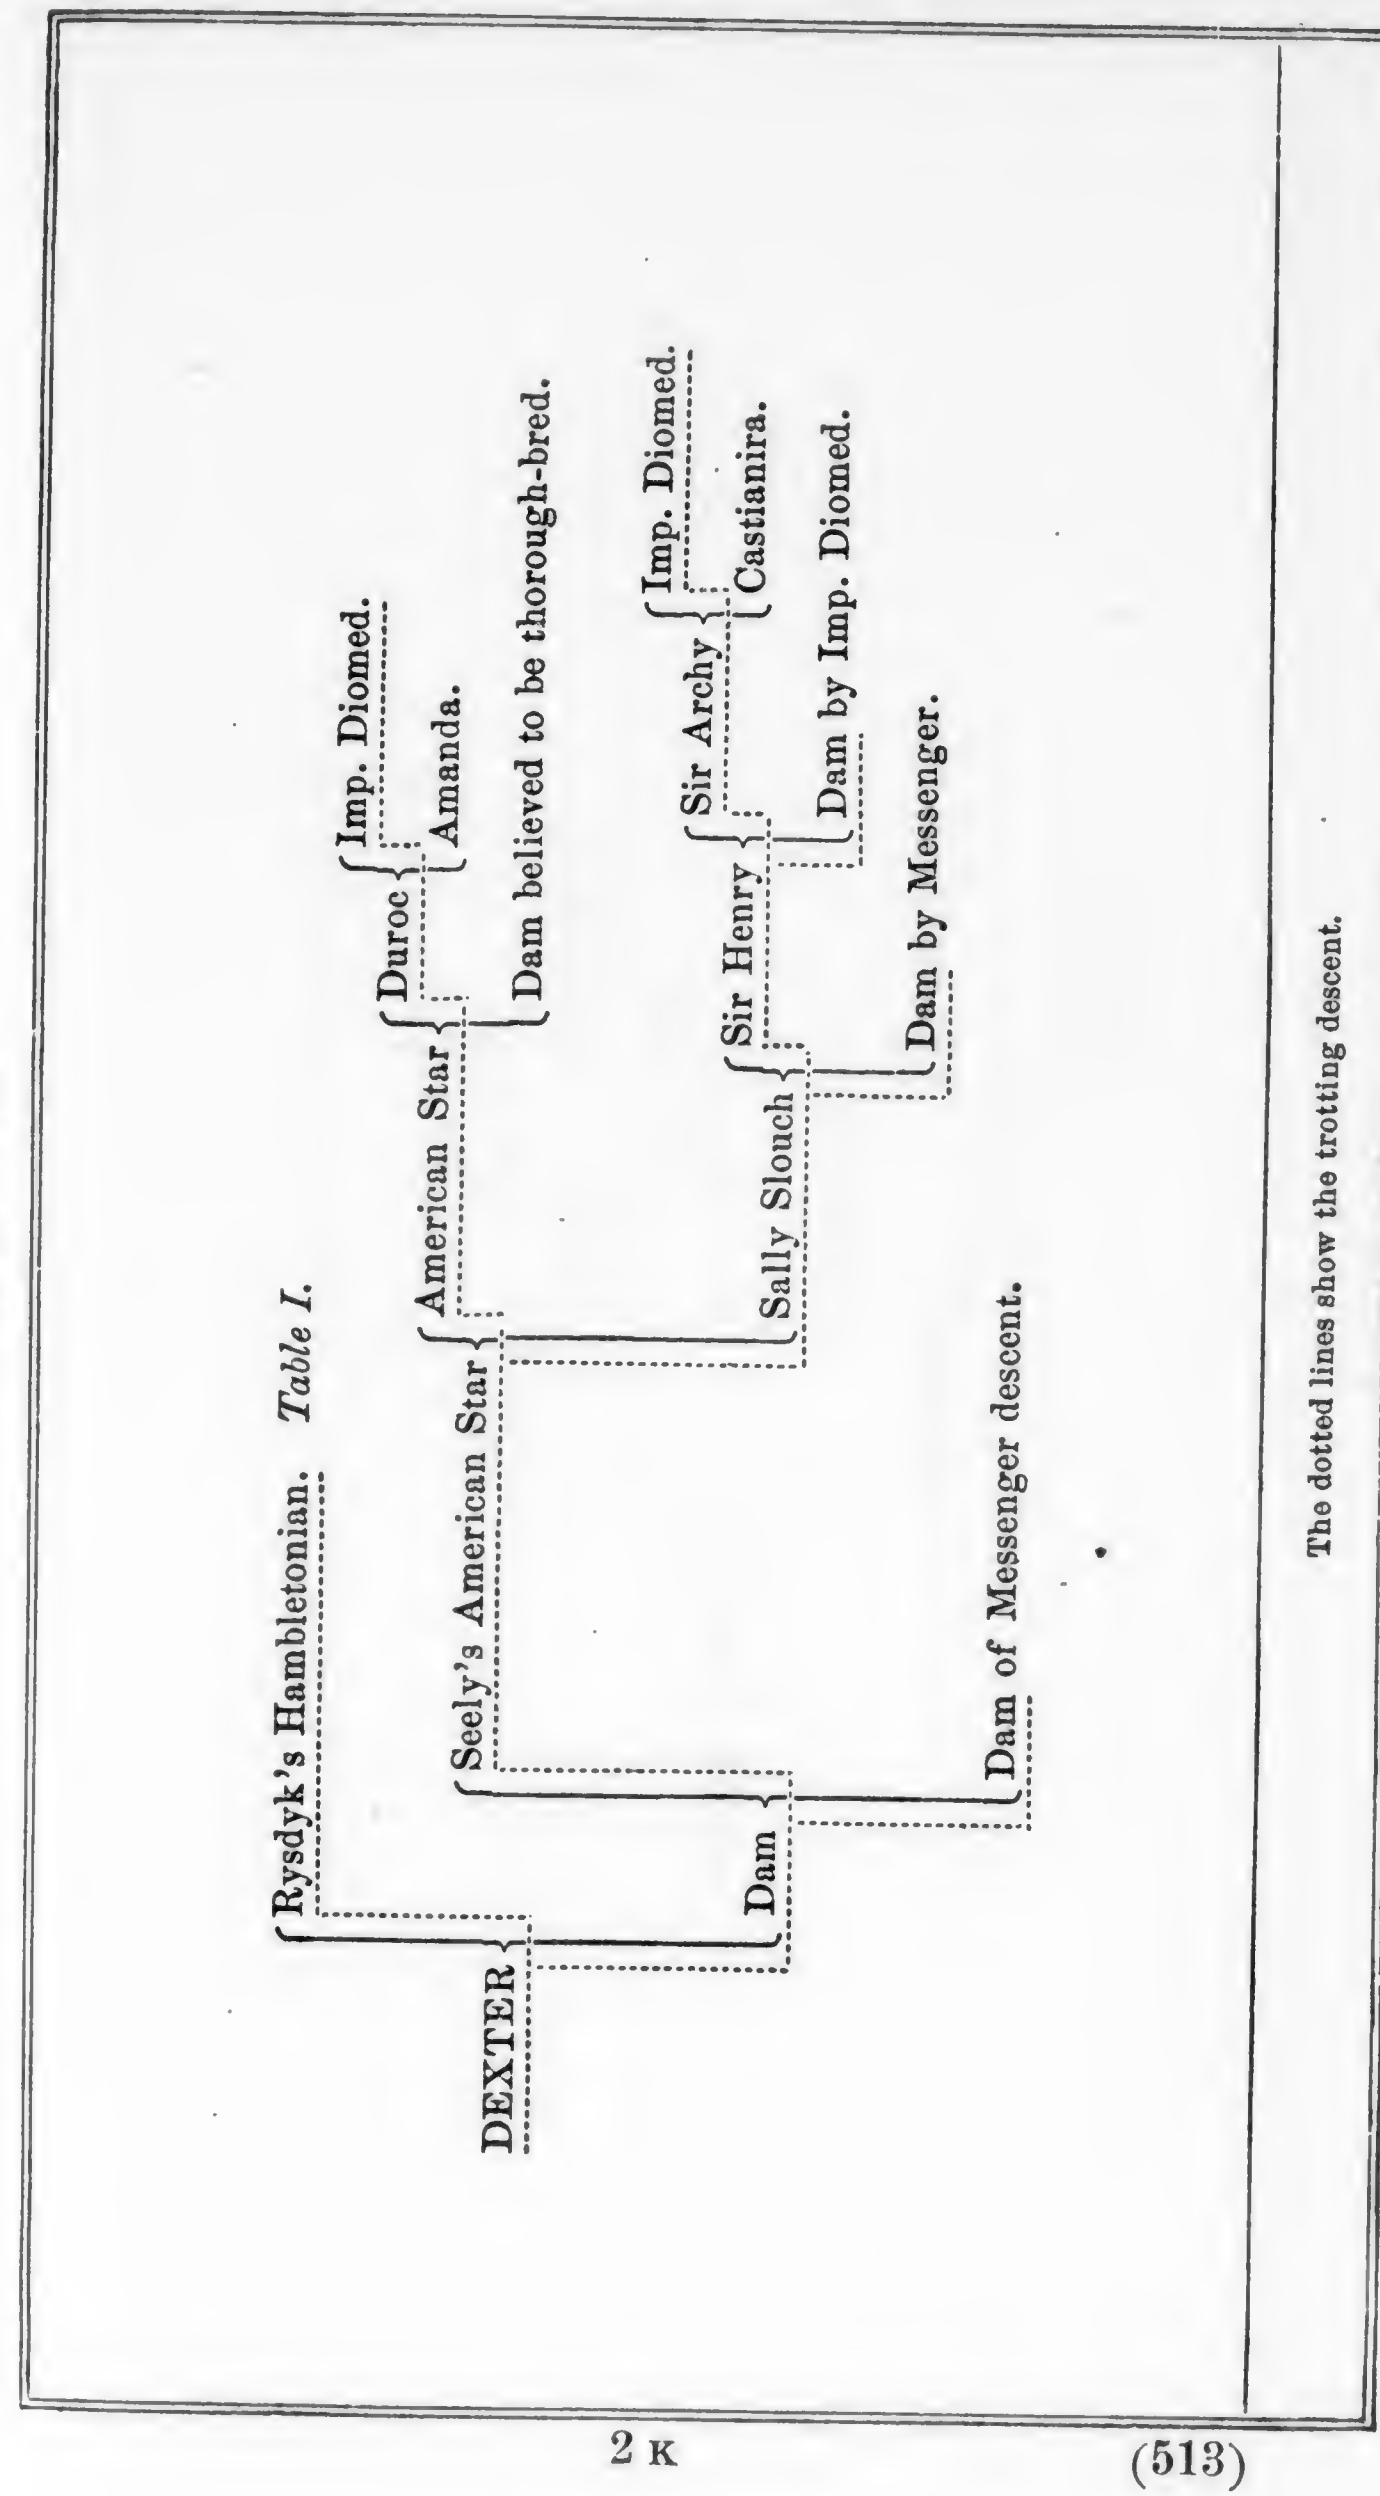 Rysdyk's Hambletonian. Table I.
DEXTER
Dam
Seely's American Star
American Star
Duroc
Imp. Diomed.
Amanda.
Dam believed to be thorough-bred.
Sally Slouch
Sir Henry
Sir Archy
Imp. Diomed.
Castianira.
Dam by Imp. Diomed.
Dam by Messenger.
Dam of Messenger descent.
The dotted lines show the trotting descent.
2 K
(513)